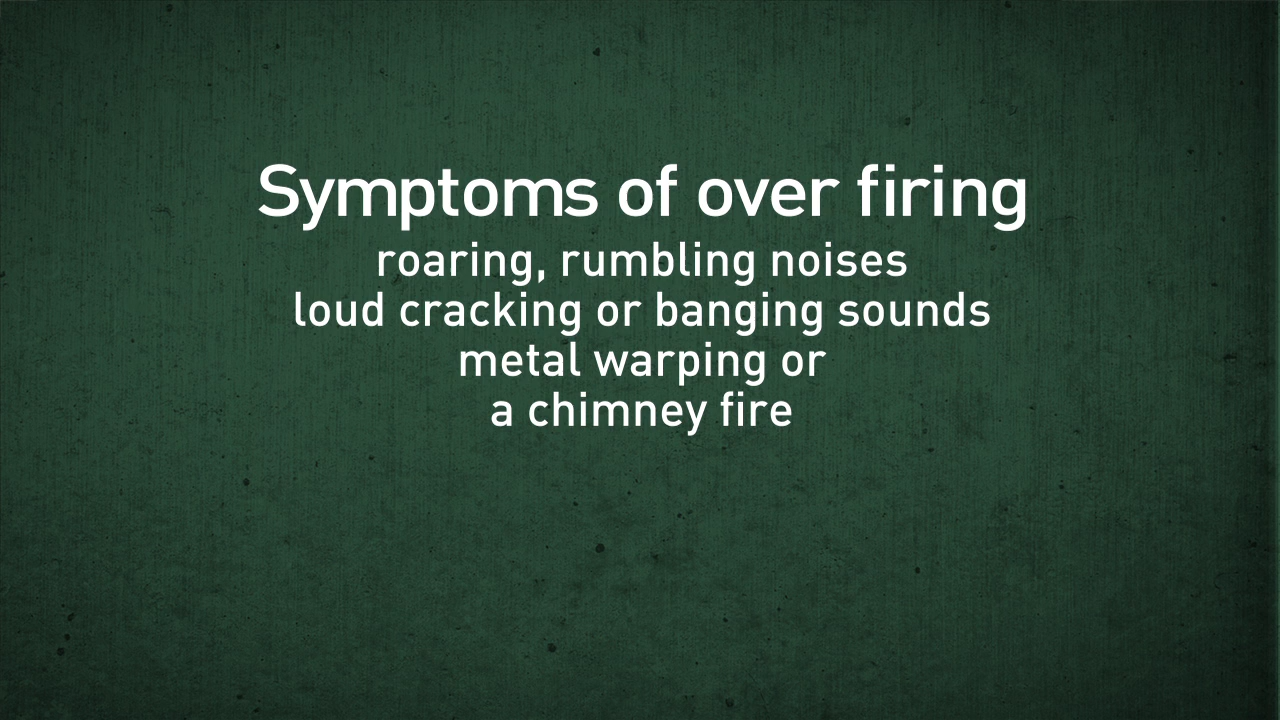 Symptoms of over firing
roaring, rumbling noises
loud cracking or banging sounds
metal warping or
a chimney fire